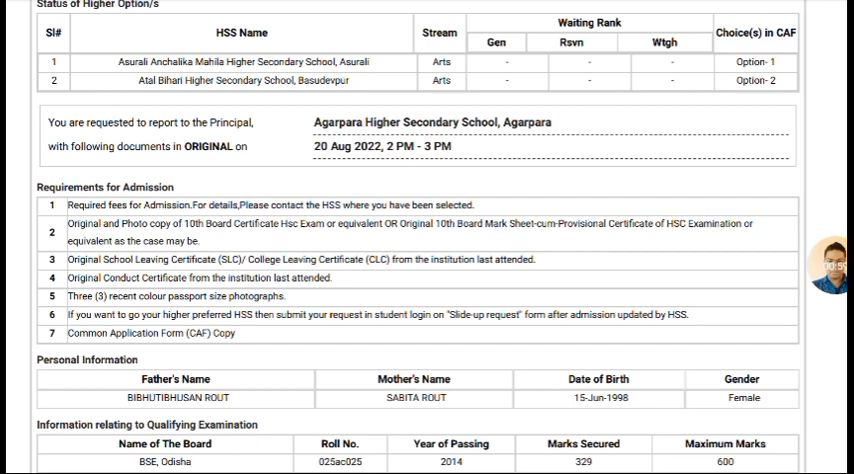 Status of Higher Option/s
Sl# HSS Name Stream Waiting Rank Choice(s) in CAF
Gen Rsvn Wtgh
1 Asurali Anchalika Mahila Higher Secondary School, Asurali Arts - - - Option- 1
2 Atal Bihari Higher Secondary School, Basudevpur Arts - - - Option- 2
You are requested to report to the Principal, Agarpara Higher Secondary School, Agarpara
with following documents in ORIGINAL on 20 Aug 2022, 2 PM - 3 PM
Requirements for Admission
1 Required fees for Admission.For details,Please contact the HSS where you have been selected.
2 Original and Photo copy of 10th Board Certificate Hsc Exam or equivalent OR Original 10th Board Mark Sheet-cum-Provisional Certificate of HSC Examination or
equivalent as the case may be.
3 Original School Leaving Certificate (SLC)/ College Leaving Certificate (CLC) from the institution last attended.
4 Original Conduct Certificate from the institution last attended.
5 Three (3) recent colour passport size photographs.
6 If you want to go your higher preferred HSS then submit your request in student login on "Slide-up request" form after admission updated by HSS.
7 Common Application Form (CAF) Copy
Personal Information
Father's Name Mother's Name Date of Birth Gender
BIBHUTIBHUSAN ROUT SABITA ROUT 15-Jun-1998 Female
Information relating to Qualifying Examination
Name of The Board Roll No. Year of Passing Marks Secured Maximum Marks
BSE, Odisha 025ac025 2014 329 600